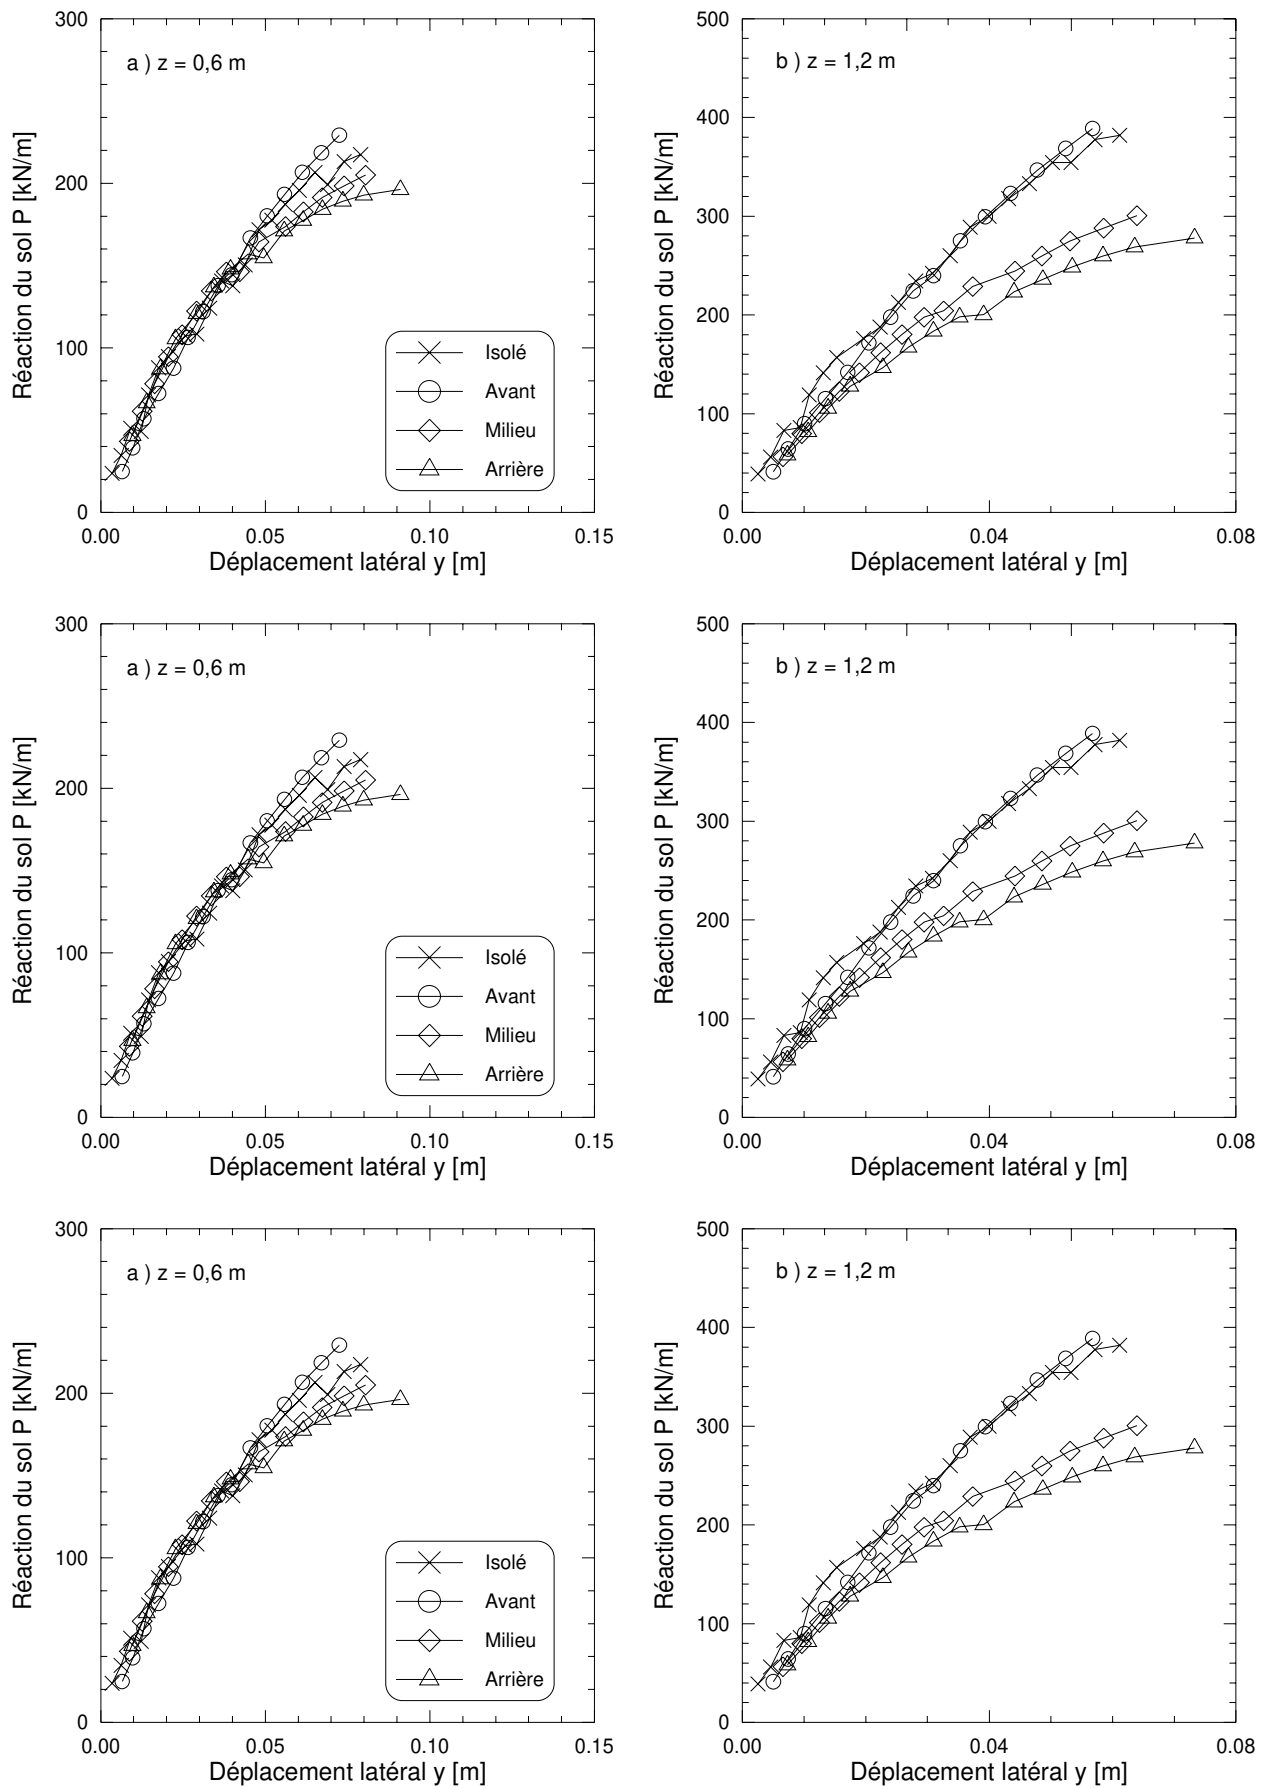 300
200
100
0
a ) z = 0,6 m
Réaction du sol P [kN/m]
Isolé
Avant
Milieu
Arrière
0.00 0.05 0.10 0.15
Déplacement latéral y [m]
500
400
300
200
100
0
b ) z = 1,2 m
Réaction du sol P [kN/m]
0.00 0.04 0.08
Déplacement latéral y [m]
300
200
100
0
a ) z = 0,6 m
Réaction du sol P [kN/m]
Isolé
Avant
Milieu
Arrière
0.00 0.05 0.10 0.15
Déplacement latéral y [m]
500
400
300
200
100
0
b ) z = 1,2 m
Réaction du sol P [kN/m]
0.00 0.04 0.08
Déplacement latéral y [m]
300
200
100
0
a ) z = 0,6 m
Réaction du sol P [kN/m]
Isolé
Avant
Milieu
Arrière
0.00 0.05 0.10 0.15
Déplacement latéral y [m]
500
400
300
200
100
0
b ) z = 1,2 m
Réaction du sol P [kN/m]
0.00 0.04 0.08
Déplacement latéral y [m]